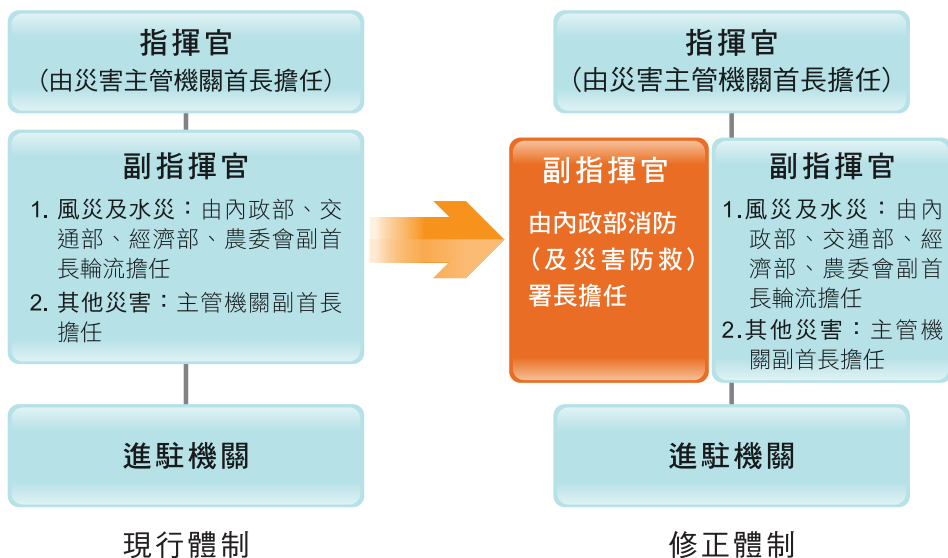 指揮官
（由災害主管機關首長擔任）
副指揮官
1. 風災及水災：由內政部、交
通部、經濟部、農委會副首
長輪流擔任
2. 其他災害：主管機關副首長
擔任
進駐機關
現行體制
指揮官
（由災害主管機關首長擔任）
副指揮官
由內政部消防
（及災害防救）
署長擔任
副指揮官
1.風災及水災：由內
政部、交通部、經
濟部、農委會副首
長輪流擔任
2.其他災害：主管機
關副首長擔任
進駐機關
修正體制